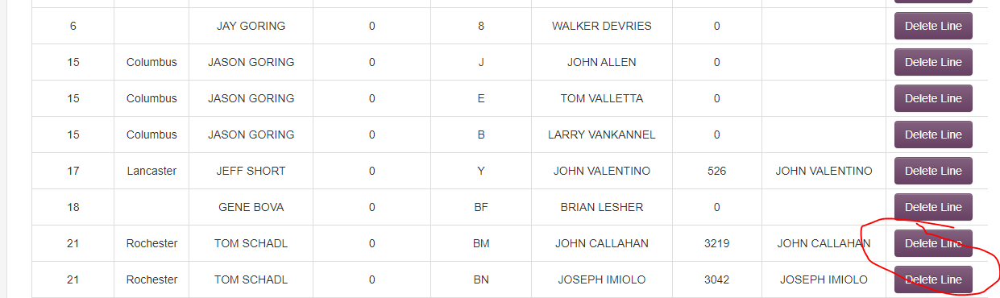 6 JAY GORING 0 8 WALKER DEVRIES 0 Delete Line
15 Columbus JASON GORING 0 J JOHN ALLEN 0 Delete Line
15 Columbus JASON GORING 0 E TOM VALLETTA 0 Delete Line
15 Columbus JASON GORING 0 B LARRY VANKANNEL 0 Delete Line
17 Lancaster JEFF SHORT 0 Y JOHN VALENTINO 526 JOHN VALENTINO Delete Line
18 GENE BOVA 0 BF BRIAN LESHER 0 Delete Line
21 Rochester TOM SCHADL 0 BM JOHN CALLAHAN 3219 JOHN CALLAHAN Delete Line
21 Rochester TOM SCHADL 0 BN JOSEPH IMIOLO 3042 JOSEPH IMIOLO Delete Line